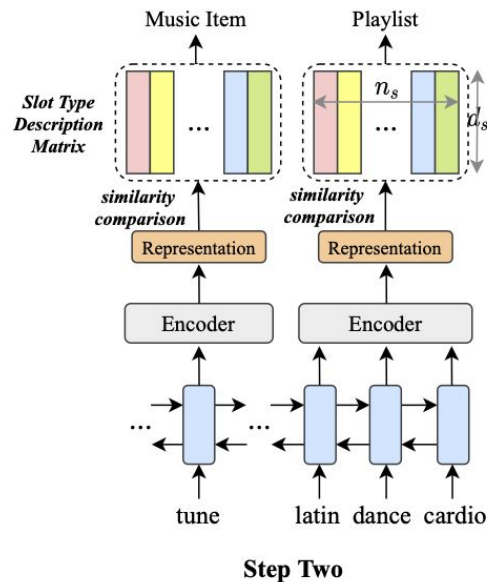 Music Item
Playlist
Slot Type
Description
Matrix
...
...
n_s
d_s
similarity
comparison
similarity
comparison
Representation
Representation
Encoder
Encoder
...
...
tune
latin
dance
cardio
Step Two